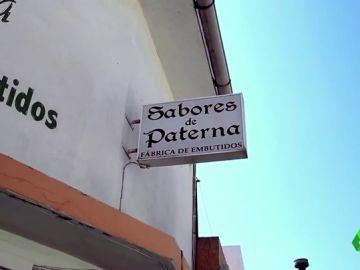 tidos
Sabores
de
Paterna
FÁBRICA DE EMBUTIDOS